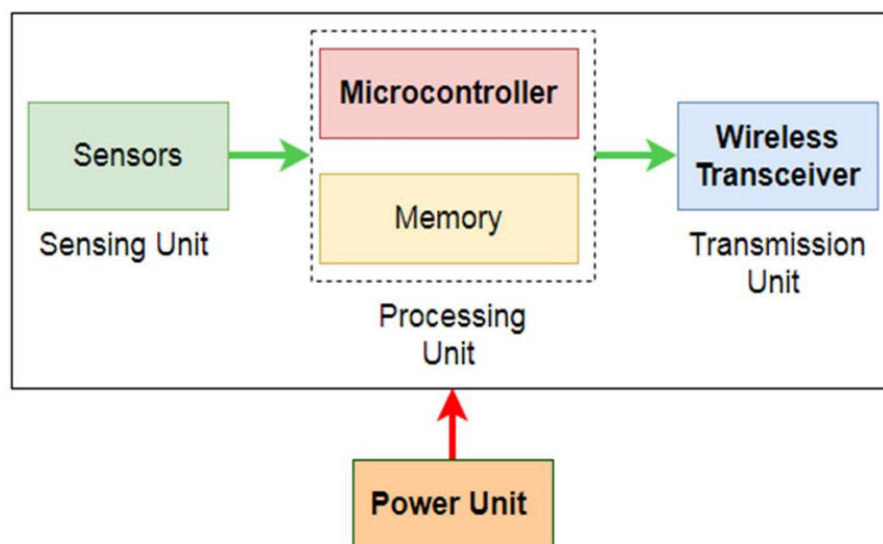 Microcontroller
Sensors
Wireless
Transceiver
Memory
Sensing Unit
Transmission
Unit
Processing
Unit
Power Unit